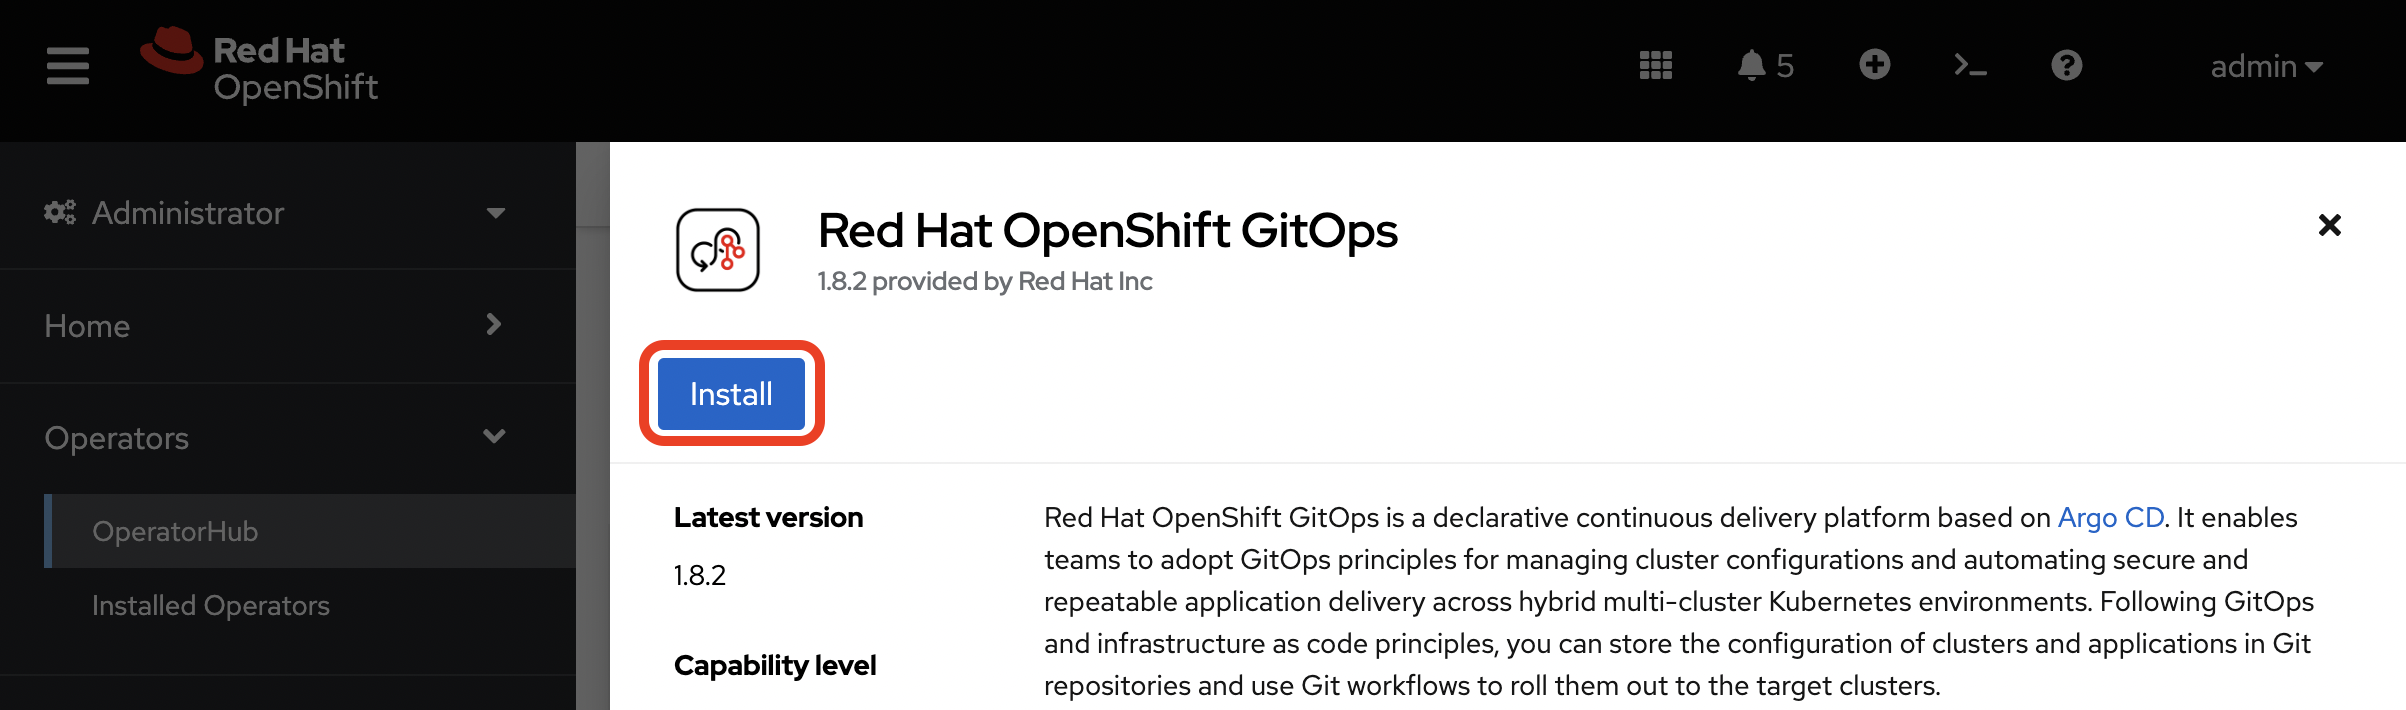 Red Hat
OpenShift
5
admin
Administrator
Home
Operators
OperatorHub
Installed Operators
Red Hat OpenShift GitOps
1.8.2 provided by Red Hat Inc
Install
Latest version
1.8.2
Capability level
Red Hat OpenShift GitOps is a declarative continuous delivery platform based on Argo CD. It enables
teams to adopt GitOps principles for managing cluster configurations and automating secure and
repeatable application delivery across hybrid multi-cluster Kubernetes environments. Following GitOps
and infrastructure as code principles, you can store the configuration of clusters and applications in Git
repositories and use Git workflows to roll them out to the target clusters.